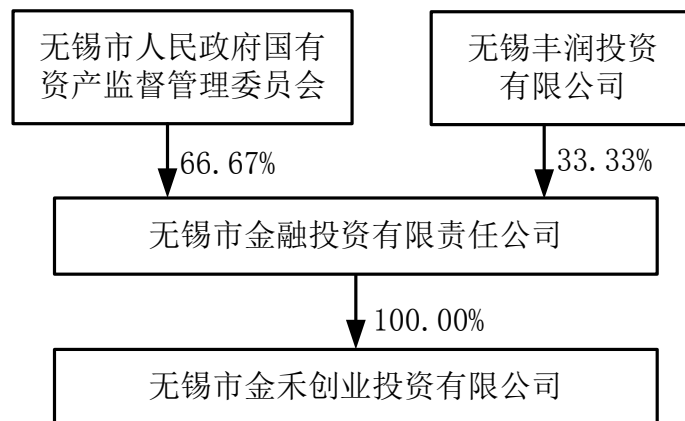 无锡市人民政府国有
资产监督管理委员会
无锡丰润投资
有限公司
66.67%
33.33%
无锡市金融投资有限责任公司
100.00%
无锡市金禾创业投资有限公司